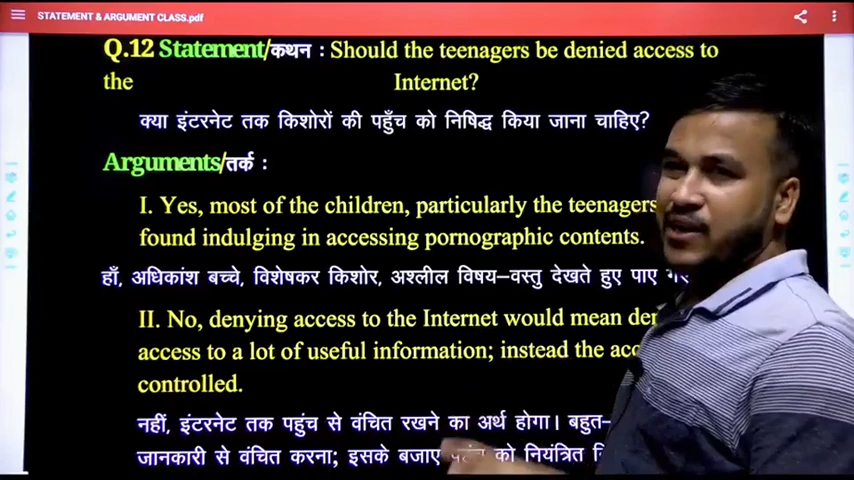 STATEMENT & ARGUMENT CLASS.pdf
Q.12 Statement/कथन : Should the teenagers be denied access to
the Internet?
क्या इंटरनेट तक किशोरों की पहुँच को निषिद्ध किया जाना चाहिए?
Arguments/तर्क :
I. Yes, most of the children, particularly the teenagers
found indulging in accessing pornographic contents.
हाँ, अधिकांश बच्चे, विशेषकर किशोर, अश्लील विषय–वस्तु देखते हुए पाए
II. No, denying access to the Internet would mean
access to a lot of useful information; instead the
controlled.
नहीं, इंटरनेट तक पहुंच से वंचित रखने का अर्थ होगा। बहुत–
जानकारी से वंचित करना; इसके बजाए को नियंत्रित